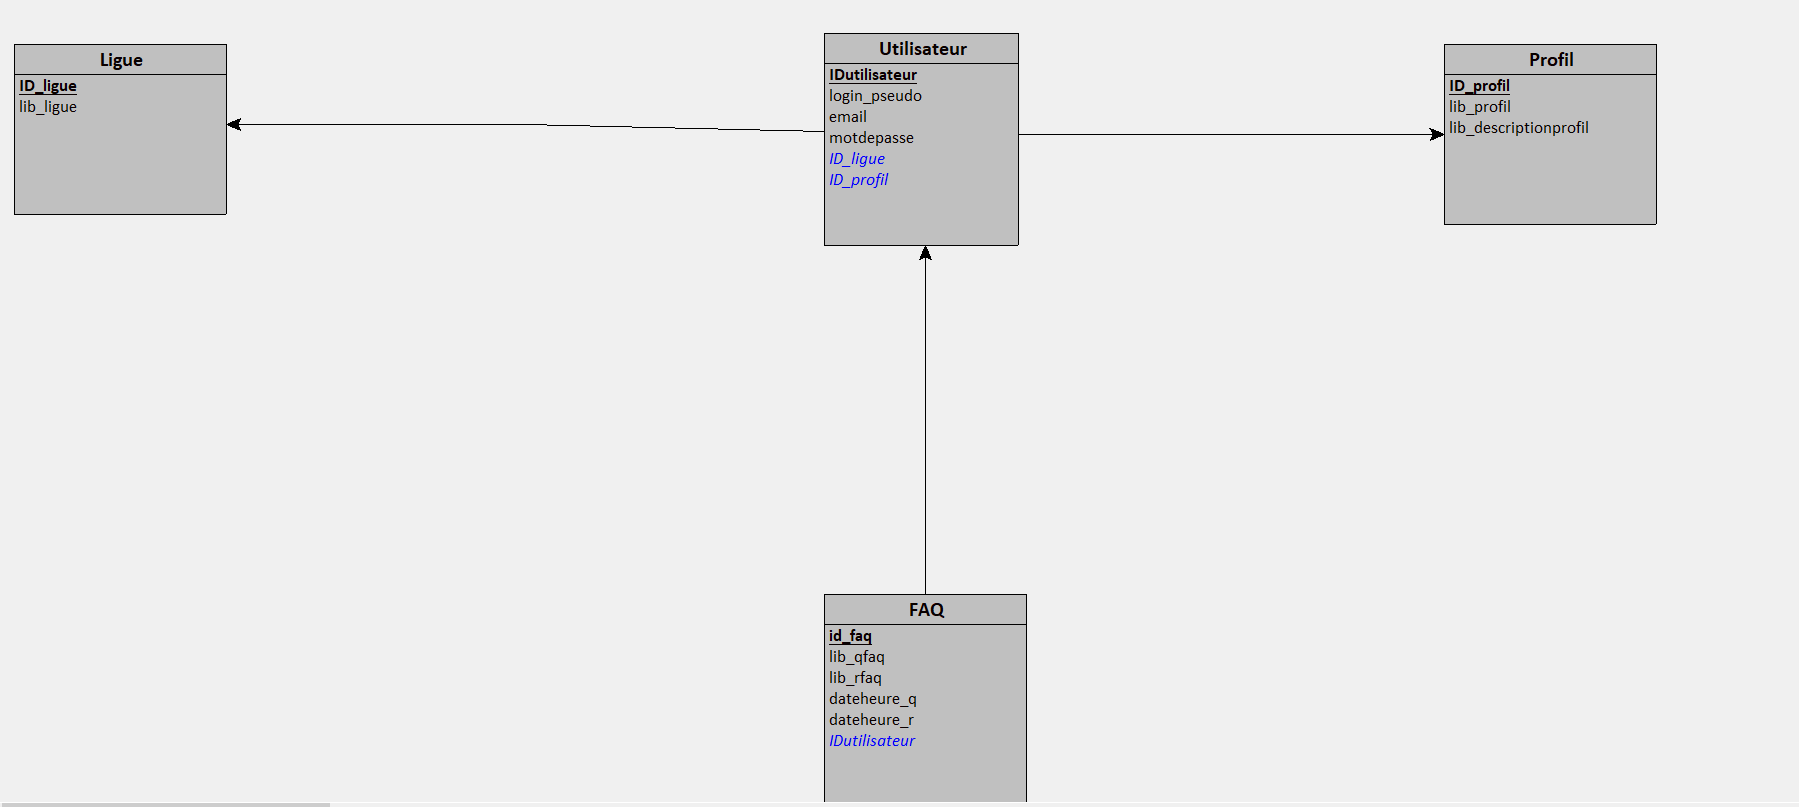 Ligue
ID_ligue
lib_ligue
Utilisateur
IDutilisateur
login_pseudo
email
motdepasse
ID_ligue
ID_profil
Profil
ID_profil
lib_profil
lib_descriptionprofil
FAQ
id_faq
lib_qfaq
lib_rfaq
dateheure_q
dateheure_r
IDutilisateur